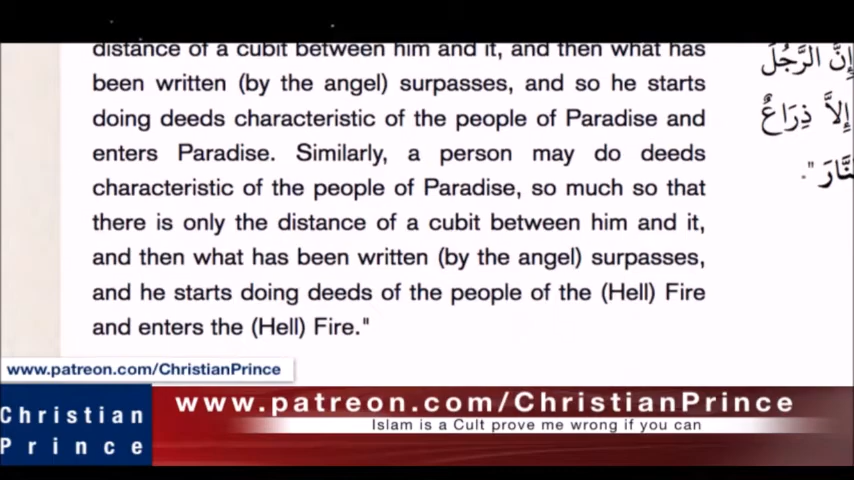 distance of a cubit between him and it, and then what has
been written (by the angel) surpasses, and so he starts
doing deeds characteristic of the people of Paradise and
enters Paradise. Similarly, a person may do deeds
characteristic of the people of Paradise, so much so that
there is only the distance of a cubit between him and it,
and then what has been written (by the angel) surpasses,
and he starts doing deeds of the people of the (Hell) Fire
and enters the (Hell) Fire."
إِنَّ الرَّجُلَ
إِلاَّ ذِرَاعٌ
النَّارَ ".
www.patreon.com/ChristianPrince
Christian
Prince
www.patreon.com/ChristianPrince
Islam is a Cult prove me wrong if you can